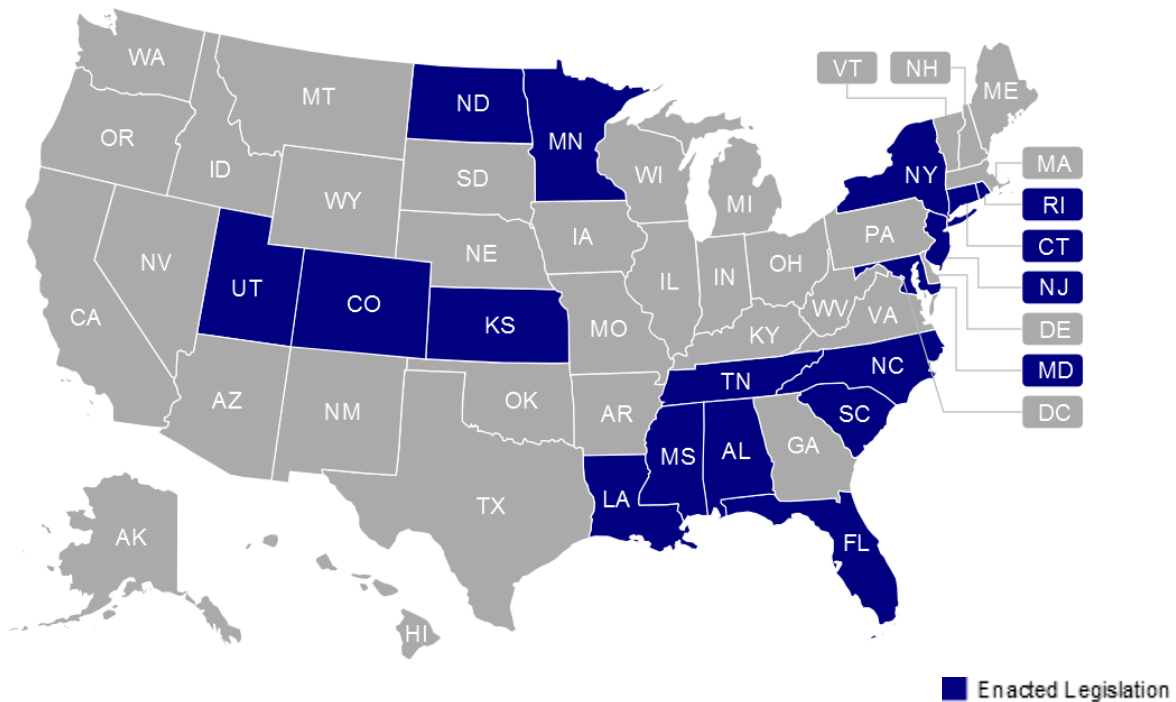 WA
VT
NH
ME
MT
ND
OR
MN
MA
ID
SD
WI
NY
WY
MI
RI
IA
PA
CT
NE
NV
IL
IN
OH
NJ
UT
CO
WV
VA
CA
KS
MO
KY
DE
NC
MD
TN
AZ
NM
OK
AR
SC
DC
MS
AL
GA
LA
TX
AK
FL
HI
Enacted Legislation